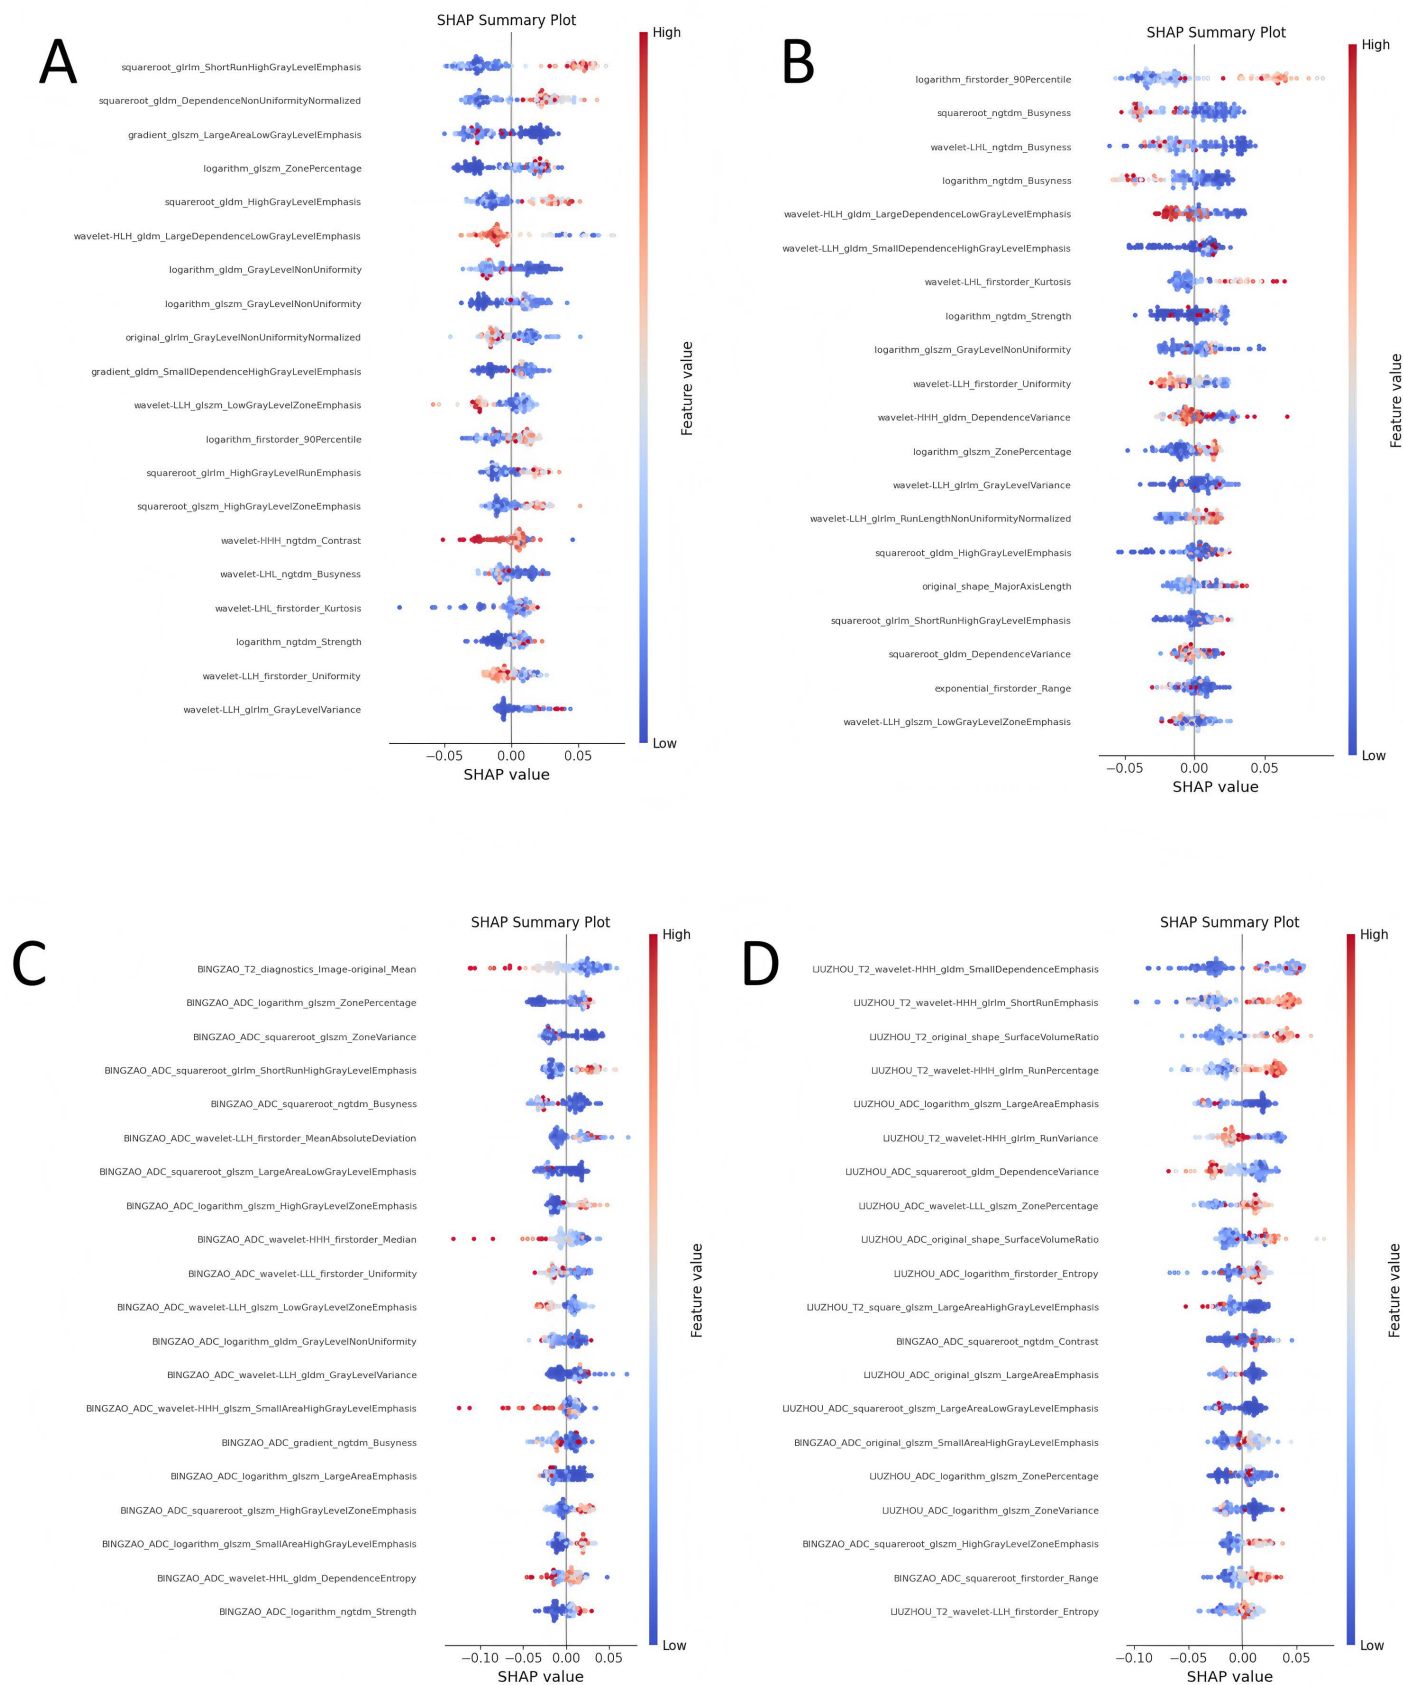 A
SHAP Summary Plot
High
squareroot_glrlm_ShortRunHighGrayLevelEmphasis
squareroot_gldm_DependenceNonUniformityNormalized
gradient_glszm_LargeAreaLowGrayLevelEmphasis
logarithm_glszm_ZonePercentage
squareroot_gldm_HighGrayLevelEmphasis
wavelet-HLH_gldm_LargeDependenceLowGrayLevelEmphasis
logarithm_gldm_GrayLevelNonUniformity
logarithm_glszm_GrayLevelNonUniformity
original_glrlm_GrayLevelNonUniformityNormalized
gradient_gldm_SmallDependenceHighGrayLevelEmphasis
wavelet-LLH_glszm_LowGrayLevelZoneEmphasis
logarithm_firstorder_90Percentile
squareroot_glrlm_HighGrayLevelRunEmphasis
squareroot_glszm_HighGrayLevelZoneEmphasis
wavelet-HHH_ngtdm_Contrast
wavelet-LHL_ngtdm_Busyness
wavelet-LHL_firstorder_Kurtosis
logarithm_ngtdm_Strength
wavelet-LLH_firstorder_Uniformity
wavelet-LLH_glrlm_GrayLevelVariance
Feature value
Low
−0.05 0.00 0.05
SHAP value
B
SHAP Summary Plot
High
logarithm_firstorder_90Percentile
squareroot_ngtdm_Busyness
wavelet-LHL_ngtdm_Busyness
logarithm_ngtdm_Busyness
wavelet-HLH_gldm_LargeDependenceLowGrayLevelEmphasis
wavelet-LLH_gldm_SmallDependenceHighGrayLevelEmphasis
wavelet-LHL_firstorder_Kurtosis
logarithm_ngtdm_Strength
logarithm_glszm_GrayLevelNonUniformity
wavelet-LLH_firstorder_Uniformity
wavelet-HHH_gldm_DependenceVariance
logarithm_glszm_ZonePercentage
wavelet-LLH_glrlm_GrayLevelVariance
wavelet-LLH_glrlm_RunLengthNonUniformityNormalized
squareroot_gldm_HighGrayLevelEmphasis
original_shape_MajorAxisLength
squareroot_glrlm_ShortRunHighGrayLevelEmphasis
squareroot_gldm_DependenceVariance
exponential_firstorder_Range
wavelet-LLH_glszm_LowGrayLevelZoneEmphasis
Feature value
Low
−0.05 0.00 0.05
SHAP value
C
SHAP Summary Plot
High
BINGZAO_T2_diagnostics_Image-original_Mean
BINGZAO_ADC_logarithm_glszm_ZonePercentage
BINGZAO_ADC_squareroot_glszm_ZoneVariance
BINGZAO_ADC_squareroot_glrlm_ShortRunHighGrayLevelEmphasis
BINGZAO_ADC_squareroot_ngtdm_Busyness
BINGZAO_ADC_wavelet-LLH_firstorder_MeanAbsoluteDeviation
BINGZAO_ADC_squareroot_glszm_LargeAreaLowGrayLevelEmphasis
BINGZAO_ADC_logarithm_glszm_HighGrayLevelZoneEmphasis
BINGZAO_ADC_wavelet-HHH_firstorder_Median
BINGZAO_ADC_wavelet-LLL_firstorder_Uniformity
BINGZAO_ADC_wavelet-LLH_glszm_LowGrayLevelZoneEmphasis
BINGZAO_ADC_logarithm_gldm_GrayLevelNonUniformity
BINGZAO_ADC_wavelet-LLH_gldm_GrayLevelVariance
BINGZAO_ADC_wavelet-HHH_glszm_SmallAreaHighGrayLevelEmphasis
BINGZAO_ADC_gradient_ngtdm_Busyness
BINGZAO_ADC_logarithm_glszm_LargeAreaEmphasis
BINGZAO_ADC_squareroot_glszm_HighGrayLevelZoneEmphasis
BINGZAO_ADC_logarithm_glszm_SmallAreaHighGrayLevelEmphasis
BINGZAO_ADC_wavelet-HHL_gldm_DependenceEntropy
BINGZAO_ADC_logarithm_ngtdm_Strength
Feature value
Low
−0.10 −0.05 0.00 0.05
SHAP value
D
SHAP Summary Plot
High
LIUZHOU_T2_wavelet-HHH_gldm_SmallDependenceEmphasis
LIUZHOU_T2_wavelet-HHH_glrlm_ShortRunEmphasis
LIUZHOU_T2_original_shape_SurfaceVolumeRatio
LIUZHOU_T2_wavelet-HHH_glrlm_RunPercentage
LIUZHOU_ADC_logarithm_glszm_LargeAreaEmphasis
LIUZHOU_T2_wavelet-HHH_glrlm_RunVariance
LIUZHOU_ADC_squareroot_gldm_DependenceVariance
LIUZHOU_ADC_wavelet-LLL_glszm_ZonePercentage
LIUZHOU_ADC_original_shape_SurfaceVolumeRatio
LIUZHOU_ADC_logarithm_firstorder_Entropy
LIUZHOU_T2_square_glszm_LargeAreaHighGrayLevelEmphasis
BINGZAO_ADC_squareroot_ngtdm_Contrast
LIUZHOU_ADC_original_glszm_LargeAreaEmphasis
LIUZHOU_ADC_squareroot_glszm_LargeAreaLowGrayLevelEmphasis
BINGZAO_ADC_original_glszm_SmallAreaHighGrayLevelEmphasis
LIUZHOU_ADC_logarithm_glszm_ZonePercentage
LIUZHOU_ADC_logarithm_glszm_ZoneVariance
BINGZAO_ADC_squareroot_glszm_HighGrayLevelZoneEmphasis
BINGZAO_ADC_squareroot_firstorder_Range
LIUZHOU_T2_wavelet-LLH_firstorder_Entropy
Feature value
Low
−0.10 −0.05 0.00 0.05
SHAP value